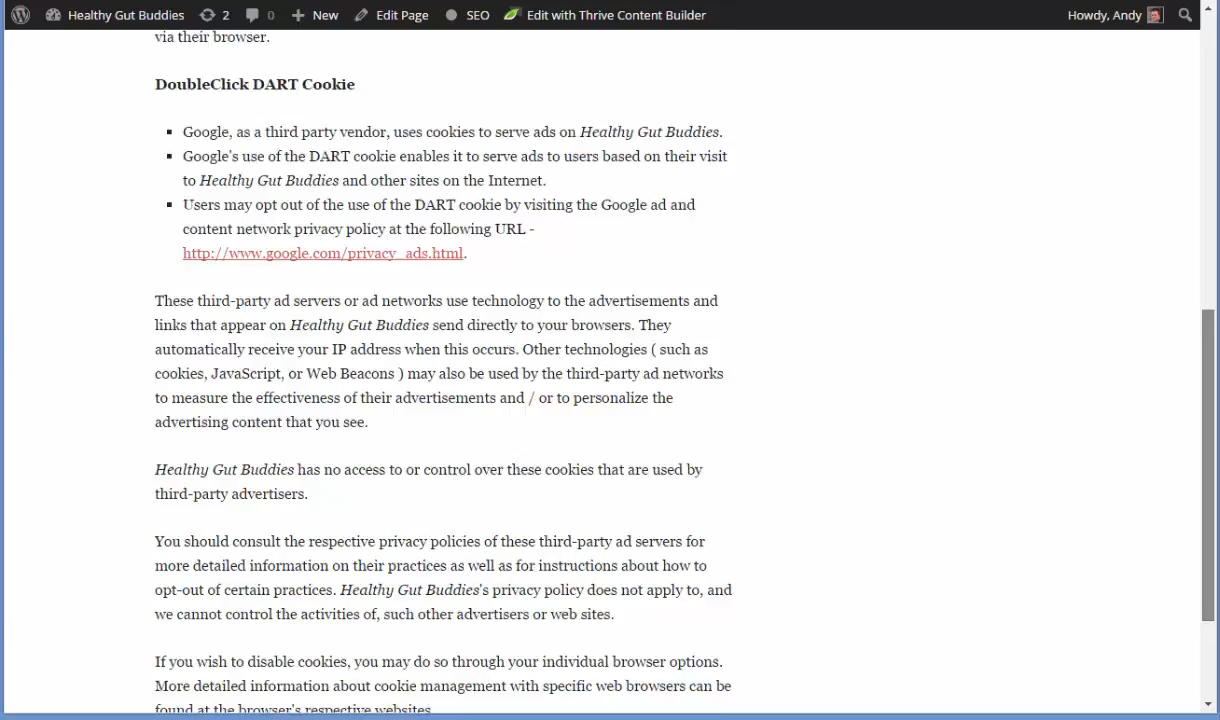 Healthy Gut Buddies 2 0 New Edit Page SEO Edit with Thrive Content Builder Howdy, Andy
via their browser.
DoubleClick DART Cookie
Google, as a third party vendor, uses cookies to serve ads on Healthy Gut Buddies.
Google's use of the DART cookie enables it to serve ads to users based on their visit
to Healthy Gut Buddies and other sites on the Internet.
Users may opt out of the use of the DART cookie by visiting the Google ad and
content network privacy policy at the following URL -
http://www.google.com/privacy_ads.html.
These third-party ad servers or ad networks use technology to the advertisements and
links that appear on Healthy Gut Buddies send directly to your browsers. They
automatically receive your IP address when this occurs. Other technologies ( such as
cookies, JavaScript, or Web Beacons ) may also be used by the third-party ad networks
to measure the effectiveness of their advertisements and / or to personalize the
advertising content that you see.
Healthy Gut Buddies has no access to or control over these cookies that are used by
third-party advertisers.
You should consult the respective privacy policies of these third-party ad servers for
more detailed information on their practices as well as for instructions about how to
opt-out of certain practices. Healthy Gut Buddies's privacy policy does not apply to, and
we cannot control the activities of, such other advertisers or web sites.
If you wish to disable cookies, you may do so through your individual browser options.
More detailed information about cookie management with specific web browsers can be
found at the browser's respective websites.